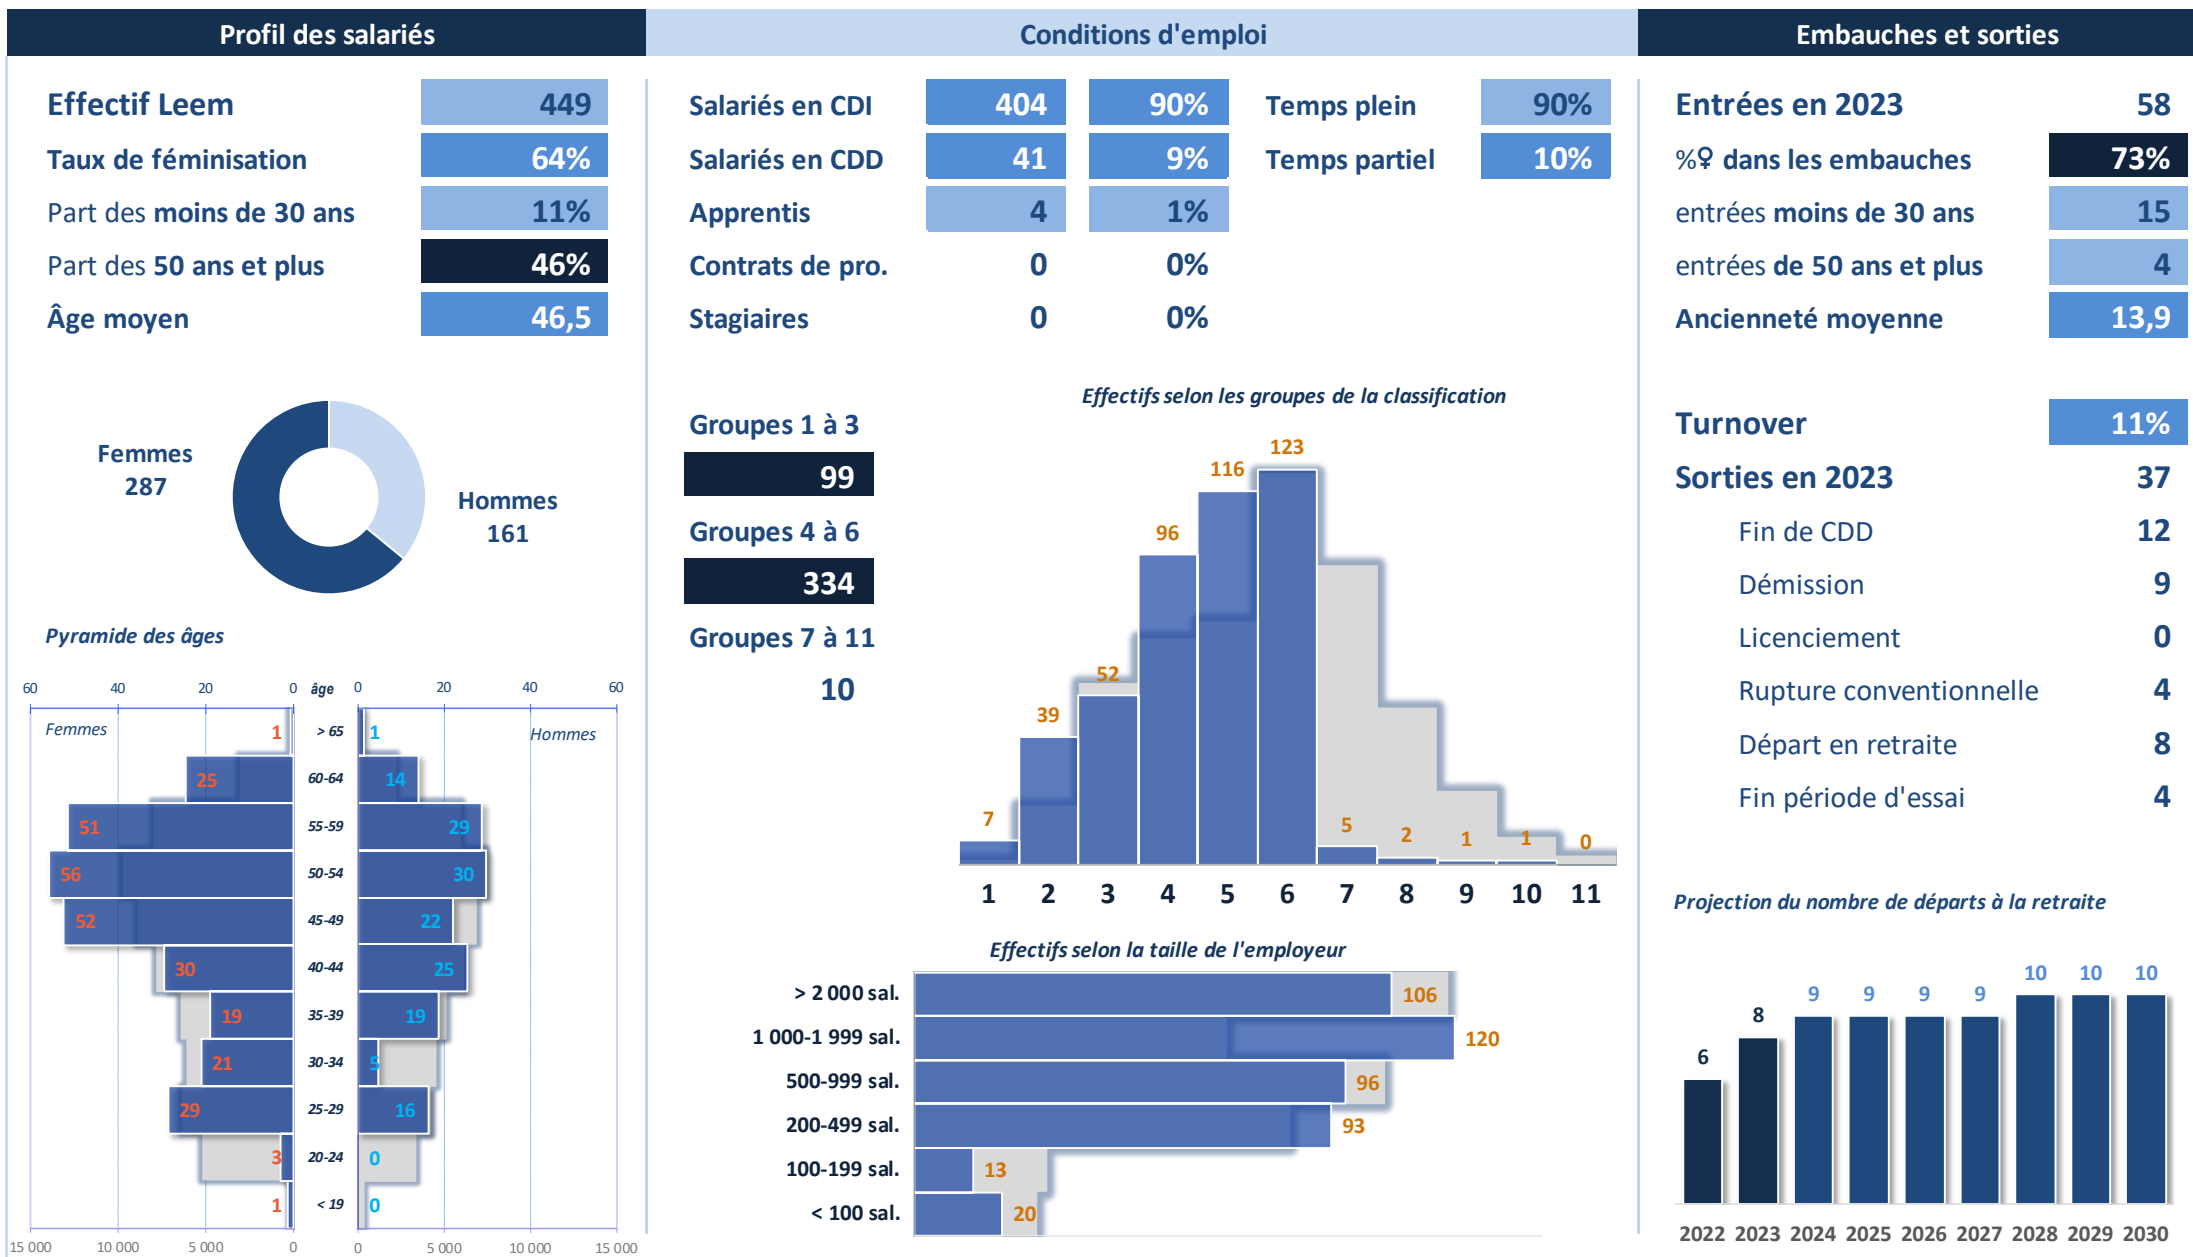 Profil des salariés
Effectif Leem 449
Taux de féminisation 64%
Part des moins de 30 ans 11%
Part des 50 ans et plus 46%
Âge moyen 46,5
Femmes
287
Hommes
161
Pyramide des âges
60 40 20 0 âge 0 20 40 60
Femmes Hommes
1 > 65 1
25 60-64 14
51 55-59 29
56 50-54 30
52 45-49 22
30 40-44 25
19 35-39 19
21 30-34 5
29 25-29 16
3 20-24 0
1 < 19 0
15 000 10 000 5 000 0 0 5 000 10 000 15 000
Conditions d'emploi
Salariés en CDI 404 90% Temps plein 90%
Salariés en CDD 41 9% Temps partiel 10%
Apprentis 4 1%
Contrats de pro. 0 0%
Stagiaires 0 0%
Groupes 1 à 3
99
Groupes 4 à 6
334
Groupes 7 à 11
10
Effectifs selon les groupes de la classification
7 39 52 96 116 123 5 2 1 1 0
1 2 3 4 5 6 7 8 9 10 11
Effectifs selon la taille de l'employeur
> 2 000 sal. 106
1 000-1 999 sal. 120
500-999 sal. 96
200-499 sal. 93
100-199 sal. 13
< 100 sal. 20
Embauches et sorties
Entrées en 2023 58
%♀ dans les embauches 73%
entrées moins de 30 ans 15
entrées de 50 ans et plus 4
Ancienneté moyenne 13,9
Turnover 11%
Sorties en 2023 37
Fin de CDD 12
Démission 9
Licenciement 0
Rupture conventionnelle 4
Départ en retraite 8
Fin période d'essai 4
Projection du nombre de départs à la retraite
6 8 9 9 9 9 10 10 10
2022 2023 2024 2025 2026 2027 2028 2029 2030